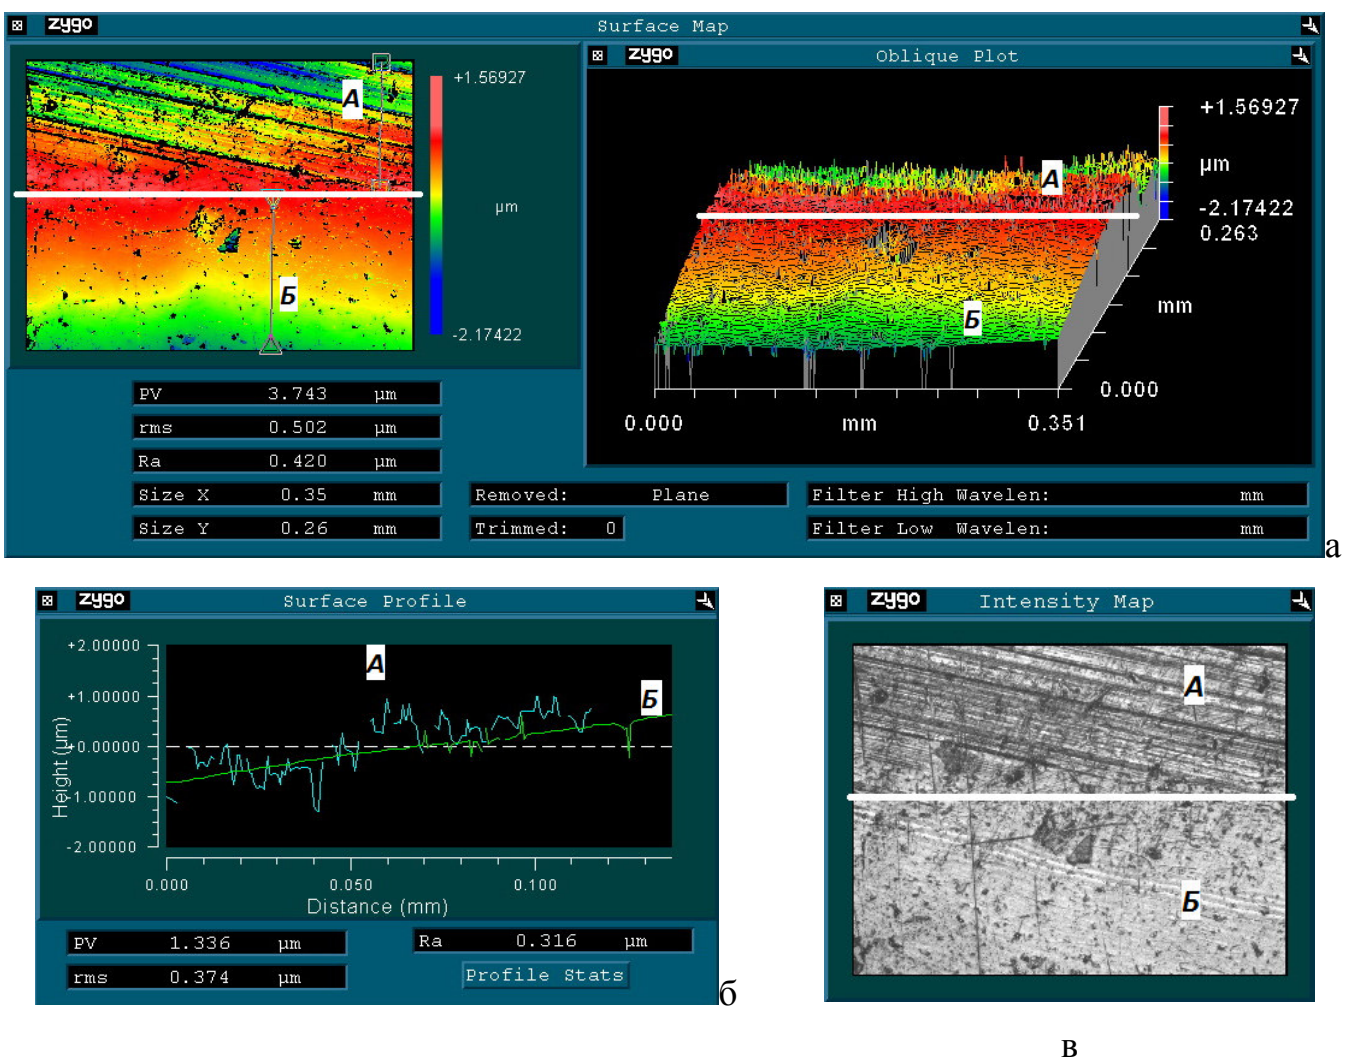 zygo Surface Map
+1.56927
µm
-2.17422
А
Б
zygo Oblique Plot
+1.56927
µm
-2.17422
0.263
mm
0.000
0.000 mm 0.351
А
Б
PV 3.743 µm
rms 0.502 µm
Ra 0.420 µm
Size X 0.35 mm
Size Y 0.26 mm
Removed: Plane
Trimmed: 0
Filter High Wavelen: mm
Filter Low Wavelen: mm
а
zygo Surface Profile
+2.00000
+1.00000
+0.00000
-1.00000
-2.00000
Height (µm)
А
Б
0.000 0.050 0.100
Distance (mm)
PV 1.336 µm
rms 0.374 µm
Ra 0.316 µm
Profile Stats
б
zygo Intensity Map
А
Б
в